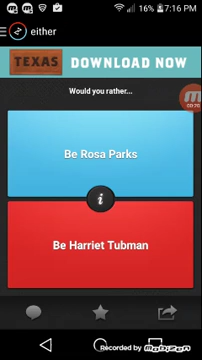 16% 7:16 PM
either
TEXAS DOWNLOAD NOW
Would you rather...
Be Rosa Parks
i
Be Harriet Tubman
Recorded by Mobizen